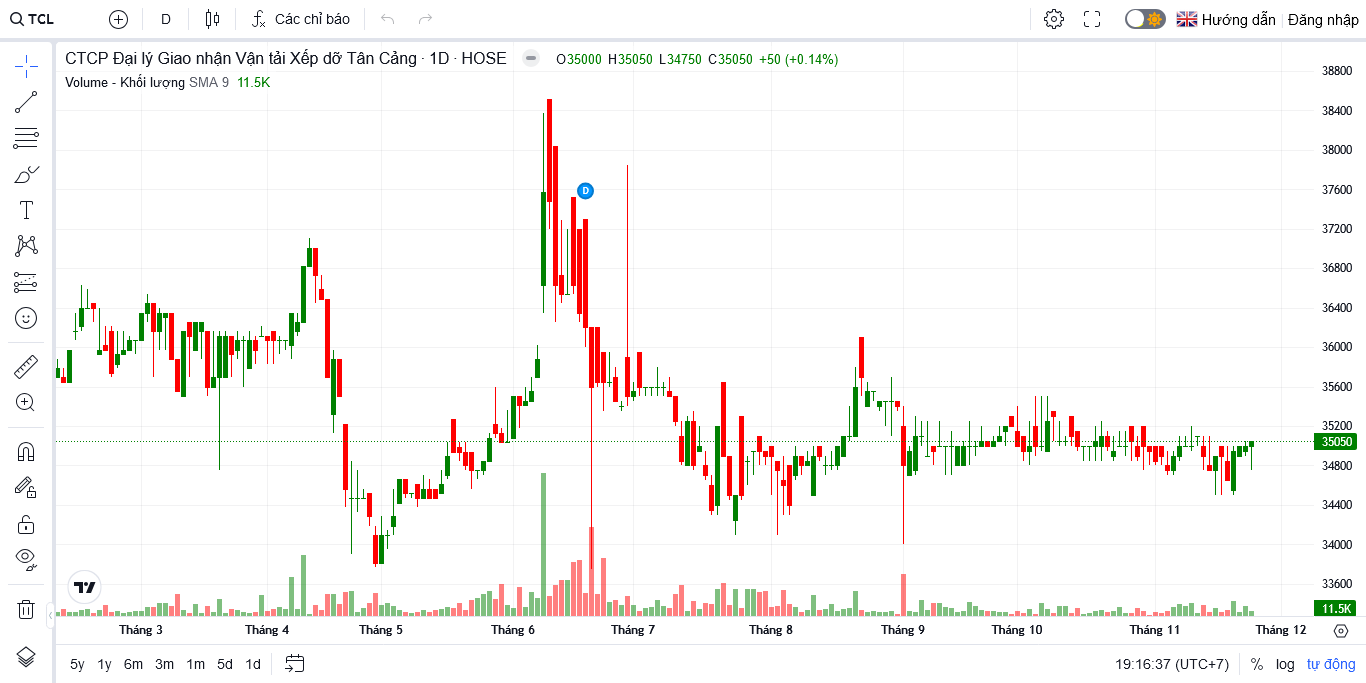 TCL D Các chỉ báo Hướng dẫn Đăng nhập
CTCP Đại lý Giao nhận Vận tải Xếp dỡ Tân Cảng · 1D · HOSE O35000 H35050 L34750 C35050 +50 (+0.14%)
Volume - Khối lượng SMA 9 11.5K
38800
38400
38000
D
37600
37200
36800
36400
36000
35600
35200
35050
34800
34400
34000
33600
11.5K
Tháng 3 Tháng 4 Tháng 5 Tháng 6 Tháng 7 Tháng 8 Tháng 9 Tháng 10 Tháng 11 Tháng 12
5y 1y 6m 3m 1m 5d 1d 19:16:37 (UTC+7) % log tự động